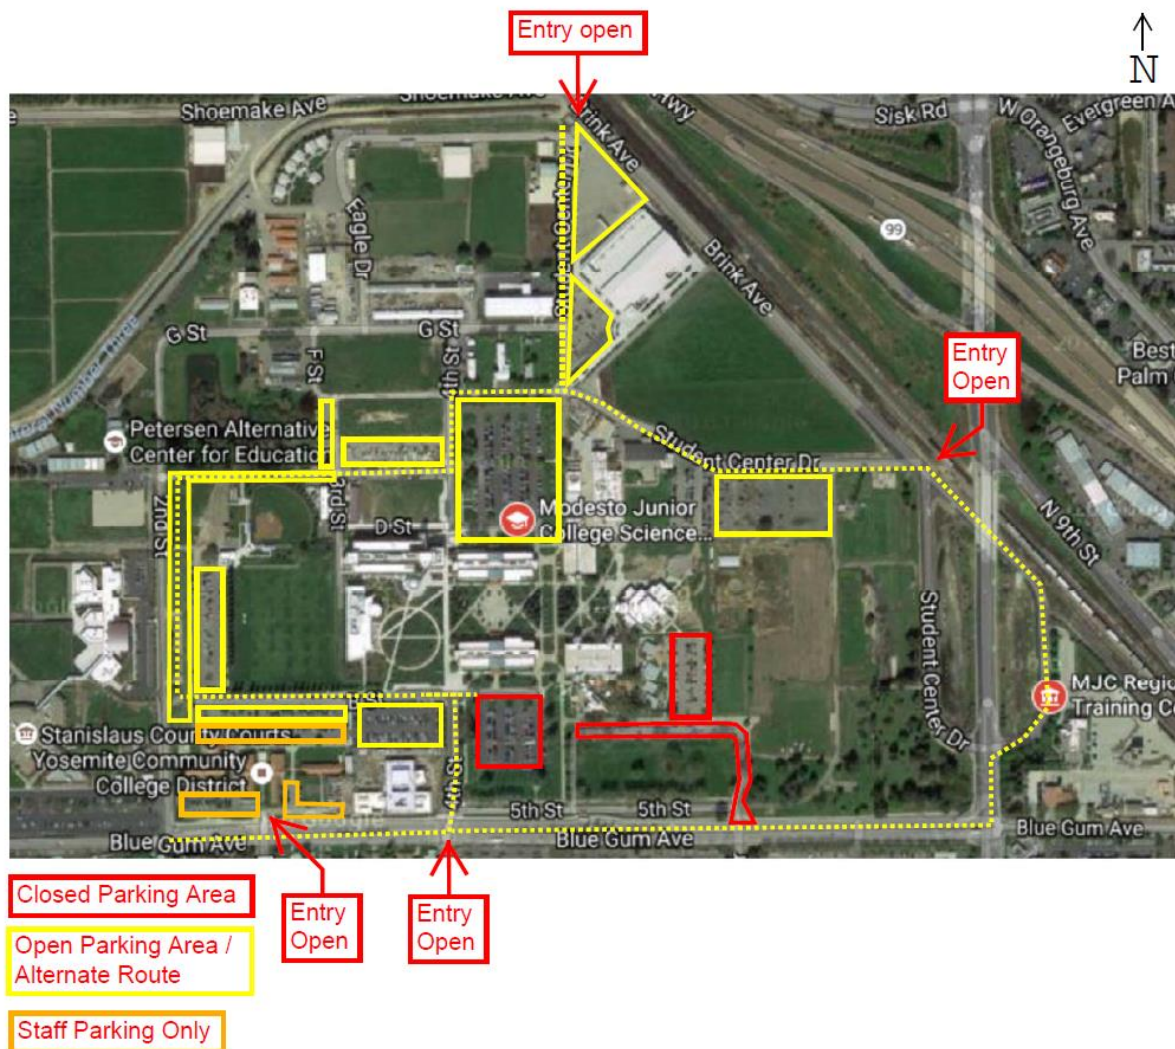 Entry open
N
Shoemake Ave
Shoemake Ave
Brink Ave
Hwy
Sisk Rd
W Orangeburg Ave
Evergreen A
Eagle Dr
99
Brink Ave
G St
G St
F St
4th St
Entry
Open
Best
Palm
Petersen Alternative
Center for Education
Student Center Dr
2nd St
3rd St
D St
Modesto Junior
College Science...
N 9th St
Student Center Dr
B St
MJC Regio
Training Ce
Stanislaus County Courts
Yosemite Community
College District
4th St
5th St
5th St
Blue Gum Ave
Blue Gum Ave
Blue Gum Ave
Closed Parking Area
Entry
Open
Entry
Open
Open Parking Area /
Alternate Route
Staff Parking Only